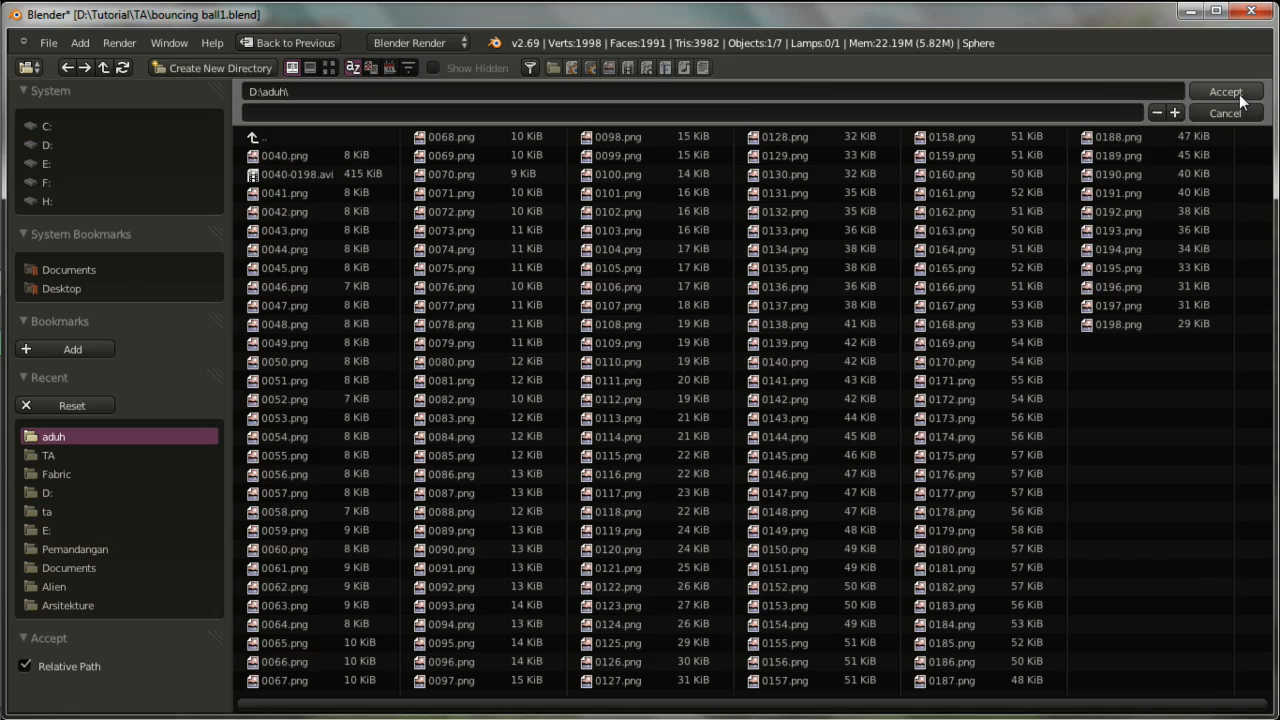 Blender* [D:\Tutorial\TA\bouncing ball1.blend]
File Add Render Window Help Back to Previous Blender Render v2.69 | Verts:1998 | Faces:1991 | Tris:3982 | Objects:1/7 | Lamps:0/1 | Mem:22.19M (5.82M) | Sphere
Create New Directory Show Hidden
System
C:
D:
E:
F:
H:
System Bookmarks
Documents
Desktop
Bookmarks
Add
Recent
Reset
aduh
TA
Fabric
D:
ta
E:
Pemandangan
Documents
Alien
Arsitekture
Accept
Relative Path
D:\aduh\ Accept
Cancel
..
0040.png 8 KiB
0040-0198.avi 415 KiB
0041.png 8 KiB
0042.png 8 KiB
0043.png 8 KiB
0044.png 8 KiB
0045.png 8 KiB
0046.png 7 KiB
0047.png 8 KiB
0048.png 8 KiB
0049.png 8 KiB
0050.png 8 KiB
0051.png 8 KiB
0052.png 7 KiB
0053.png 8 KiB
0054.png 8 KiB
0055.png 8 KiB
0056.png 8 KiB
0057.png 8 KiB
0058.png 7 KiB
0059.png 9 KiB
0060.png 8 KiB
0061.png 9 KiB
0062.png 9 KiB
0063.png 9 KiB
0064.png 8 KiB
0065.png 10 KiB
0066.png 10 KiB
0067.png 10 KiB
0068.png 10 KiB
0069.png 10 KiB
0070.png 9 KiB
0071.png 10 KiB
0072.png 10 KiB
0073.png 11 KiB
0074.png 11 KiB
0075.png 11 KiB
0076.png 10 KiB
0077.png 11 KiB
0078.png 11 KiB
0079.png 11 KiB
0080.png 12 KiB
0081.png 12 KiB
0082.png 10 KiB
0083.png 12 KiB
0084.png 12 KiB
0085.png 12 KiB
0086.png 13 KiB
0087.png 13 KiB
0088.png 12 KiB
0089.png 13 KiB
0090.png 13 KiB
0091.png 13 KiB
0092.png 13 KiB
0093.png 14 KiB
0094.png 13 KiB
0095.png 14 KiB
0096.png 14 KiB
0097.png 15 KiB
0098.png 15 KiB
0099.png 15 KiB
0100.png 14 KiB
0101.png 16 KiB
0102.png 16 KiB
0103.png 16 KiB
0104.png 17 KiB
0105.png 17 KiB
0106.png 17 KiB
0107.png 18 KiB
0108.png 19 KiB
0109.png 19 KiB
0110.png 19 KiB
0111.png 20 KiB
0112.png 19 KiB
0113.png 21 KiB
0114.png 21 KiB
0115.png 22 KiB
0116.png 22 KiB
0117.png 23 KiB
0118.png 22 KiB
0119.png 24 KiB
0120.png 24 KiB
0121.png 25 KiB
0122.png 26 KiB
0123.png 27 KiB
0124.png 26 KiB
0125.png 29 KiB
0126.png 30 KiB
0127.png 31 KiB
0128.png 32 KiB
0129.png 33 KiB
0130.png 32 KiB
0131.png 35 KiB
0132.png 35 KiB
0133.png 36 KiB
0134.png 38 KiB
0135.png 38 KiB
0136.png 36 KiB
0137.png 38 KiB
0138.png 41 KiB
0139.png 42 KiB
0140.png 42 KiB
0141.png 43 KiB
0142.png 42 KiB
0143.png 44 KiB
0144.png 45 KiB
0145.png 46 KiB
0146.png 47 KiB
0147.png 47 KiB
0148.png 47 KiB
0149.png 48 KiB
0150.png 49 KiB
0151.png 49 KiB
0152.png 50 KiB
0153.png 50 KiB
0154.png 49 KiB
0155.png 51 KiB
0156.png 51 KiB
0157.png 51 KiB
0158.png 51 KiB
0159.png 51 KiB
0160.png 50 KiB
0161.png 52 KiB
0162.png 51 KiB
0163.png 50 KiB
0164.png 51 KiB
0165.png 52 KiB
0166.png 51 KiB
0167.png 53 KiB
0168.png 53 KiB
0169.png 54 KiB
0170.png 54 KiB
0171.png 55 KiB
0172.png 54 KiB
0173.png 56 KiB
0174.png 56 KiB
0175.png 57 KiB
0176.png 57 KiB
0177.png 57 KiB
0178.png 57 KiB
0179.png 58 KiB
0180.png 57 KiB
0181.png 57 KiB
0182.png 57 KiB
0183.png 56 KiB
0184.png 53 KiB
0185.png 52 KiB
0186.png 50 KiB
0187.png 48 KiB
0188.png 47 KiB
0189.png 45 KiB
0190.png 40 KiB
0191.png 40 KiB
0192.png 38 KiB
0193.png 36 KiB
0194.png 34 KiB
0195.png 33 KiB
0196.png 31 KiB
0197.png 31 KiB
0198.png 29 KiB